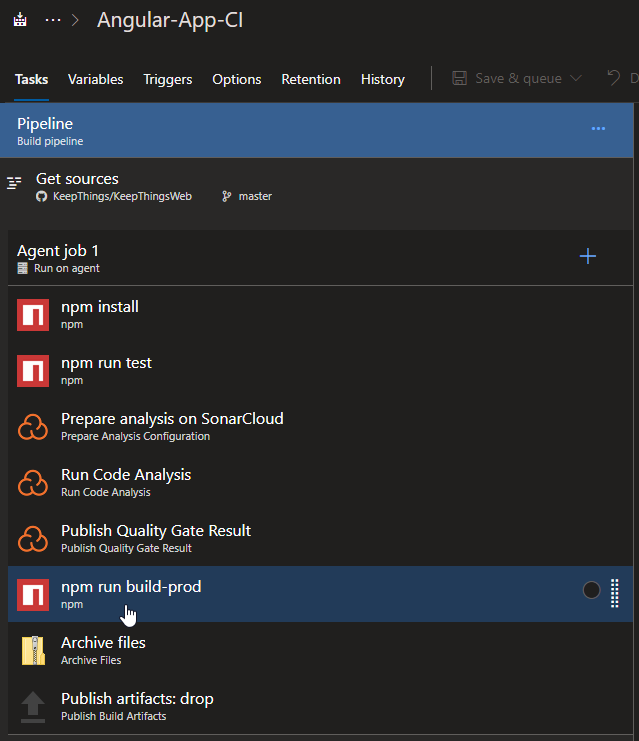 ··· > Angular-App-CI
Tasks Variables Triggers Options Retention History Save & queue D
Pipeline
Build pipeline
Get sources
KeepThings/KeepThingsWeb master
Agent job 1
Run on agent
npm install
npm
npm run test
npm
Prepare analysis on SonarCloud
Prepare Analysis Configuration
Run Code Analysis
Run Code Analysis
Publish Quality Gate Result
Publish Quality Gate Result
npm run build-prod
npm
Archive files
Archive Files
Publish artifacts: drop
Publish Build Artifacts